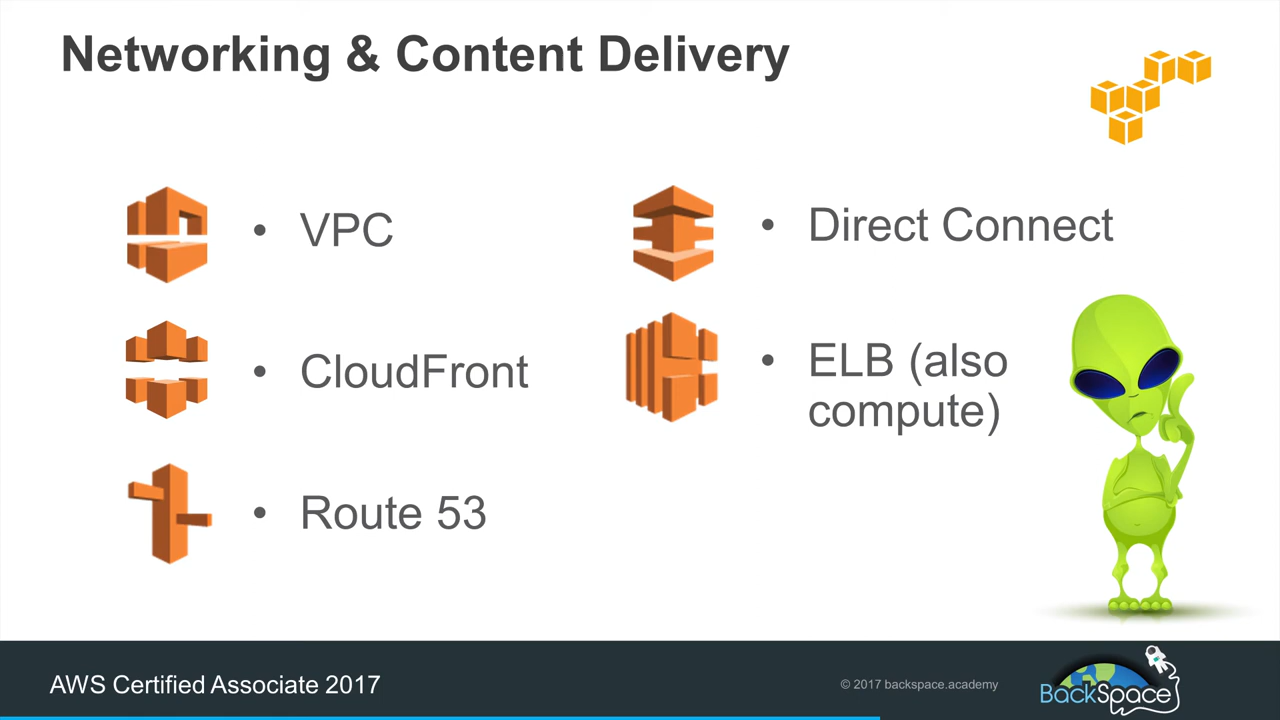 Networking & Content Delivery
• VPC
• CloudFront
• Route 53
• Direct Connect
• ELB (also
compute)
AWS Certified Associate 2017
© 2017 backspace.academy
BackSpace